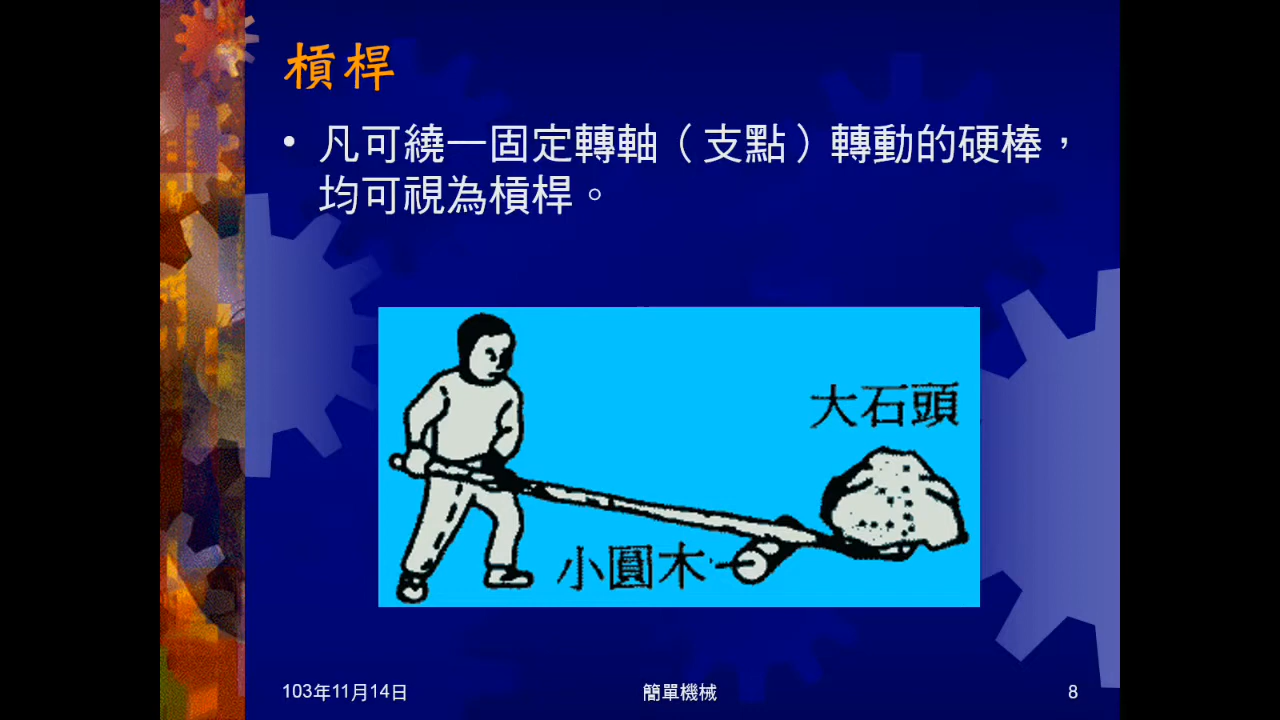 槓桿
• 凡可繞一固定轉軸（支點）轉動的硬棒，
均可視為槓桿。
大石頭
小圓木
103年11月14日
簡單機械
8